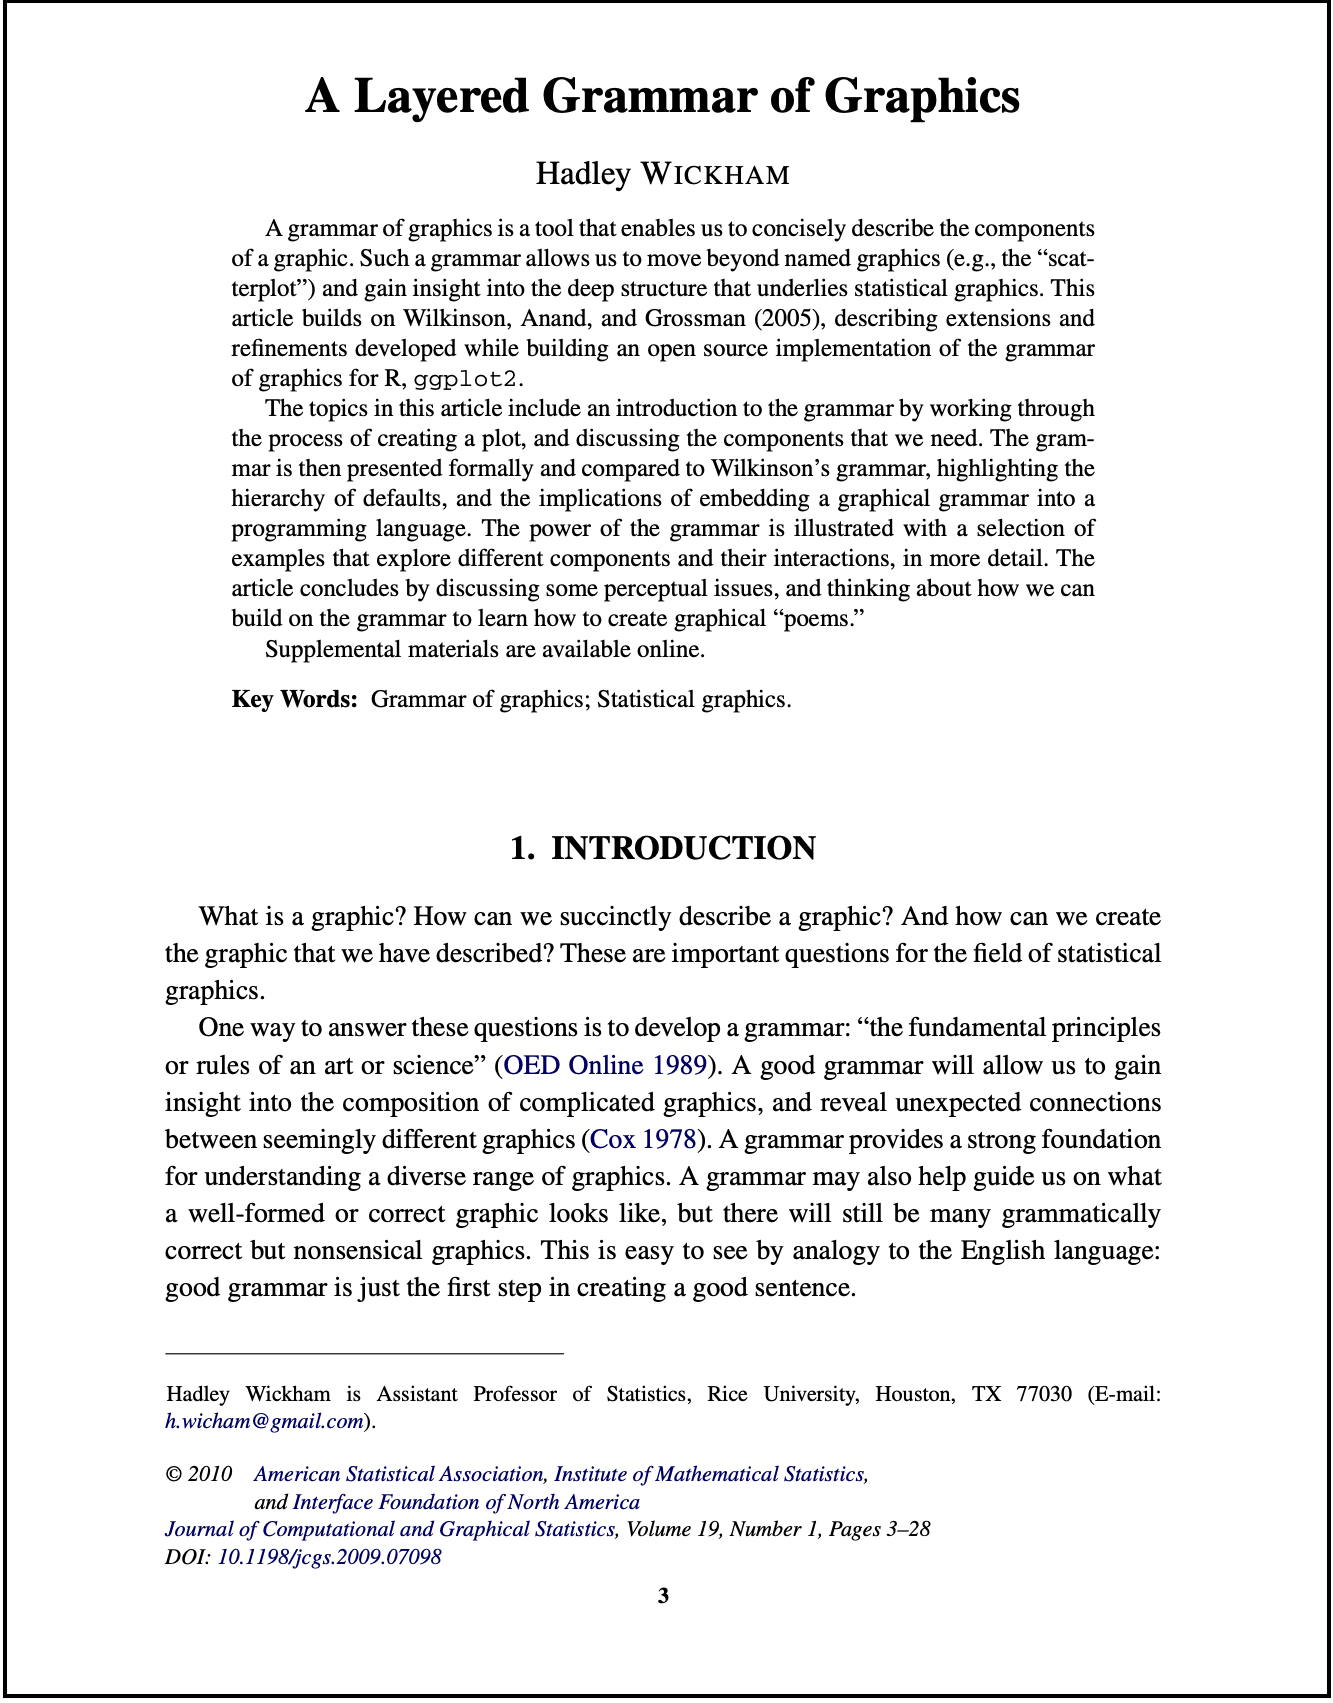 A Layered Grammar of Graphics
Hadley WICKHAM
A grammar of graphics is a tool that enables us to concisely describe the components
of a graphic. Such a grammar allows us to move beyond named graphics (e.g., the “scat-
terplot”) and gain insight into the deep structure that underlies statistical graphics. This
article builds on Wilkinson, Anand, and Grossman (2005), describing extensions and
refinements developed while building an open source implementation of the grammar
of graphics for R, ggplot2.
The topics in this article include an introduction to the grammar by working through
the process of creating a plot, and discussing the components that we need. The gram-
mar is then presented formally and compared to Wilkinson’s grammar, highlighting the
hierarchy of defaults, and the implications of embedding a graphical grammar into a
programming language. The power of the grammar is illustrated with a selection of
examples that explore different components and their interactions, in more detail. The
article concludes by discussing some perceptual issues, and thinking about how we can
build on the grammar to learn how to create graphical “poems.”
Supplemental materials are available online.
Key Words: Grammar of graphics; Statistical graphics.
1. INTRODUCTION
What is a graphic? How can we succinctly describe a graphic? And how can we create
the graphic that we have described? These are important questions for the field of statistical
graphics.
One way to answer these questions is to develop a grammar: “the fundamental principles
or rules of an art or science” (OED Online 1989). A good grammar will allow us to gain
insight into the composition of complicated graphics, and reveal unexpected connections
between seemingly different graphics (Cox 1978). A grammar provides a strong foundation
for understanding a diverse range of graphics. A grammar may also help guide us on what
a well-formed or correct graphic looks like, but there will still be many grammatically
correct but nonsensical graphics. This is easy to see by analogy to the English language:
good grammar is just the first step in creating a good sentence.
Hadley Wickham is Assistant Professor of Statistics, Rice University, Houston, TX 77030 (E-mail:
h.wicham@gmail.com).
© 2010 American Statistical Association, Institute of Mathematical Statistics,
and Interface Foundation of North America
Journal of Computational and Graphical Statistics, Volume 19, Number 1, Pages 3–28
DOI: 10.1198/jcgs.2009.07098
3